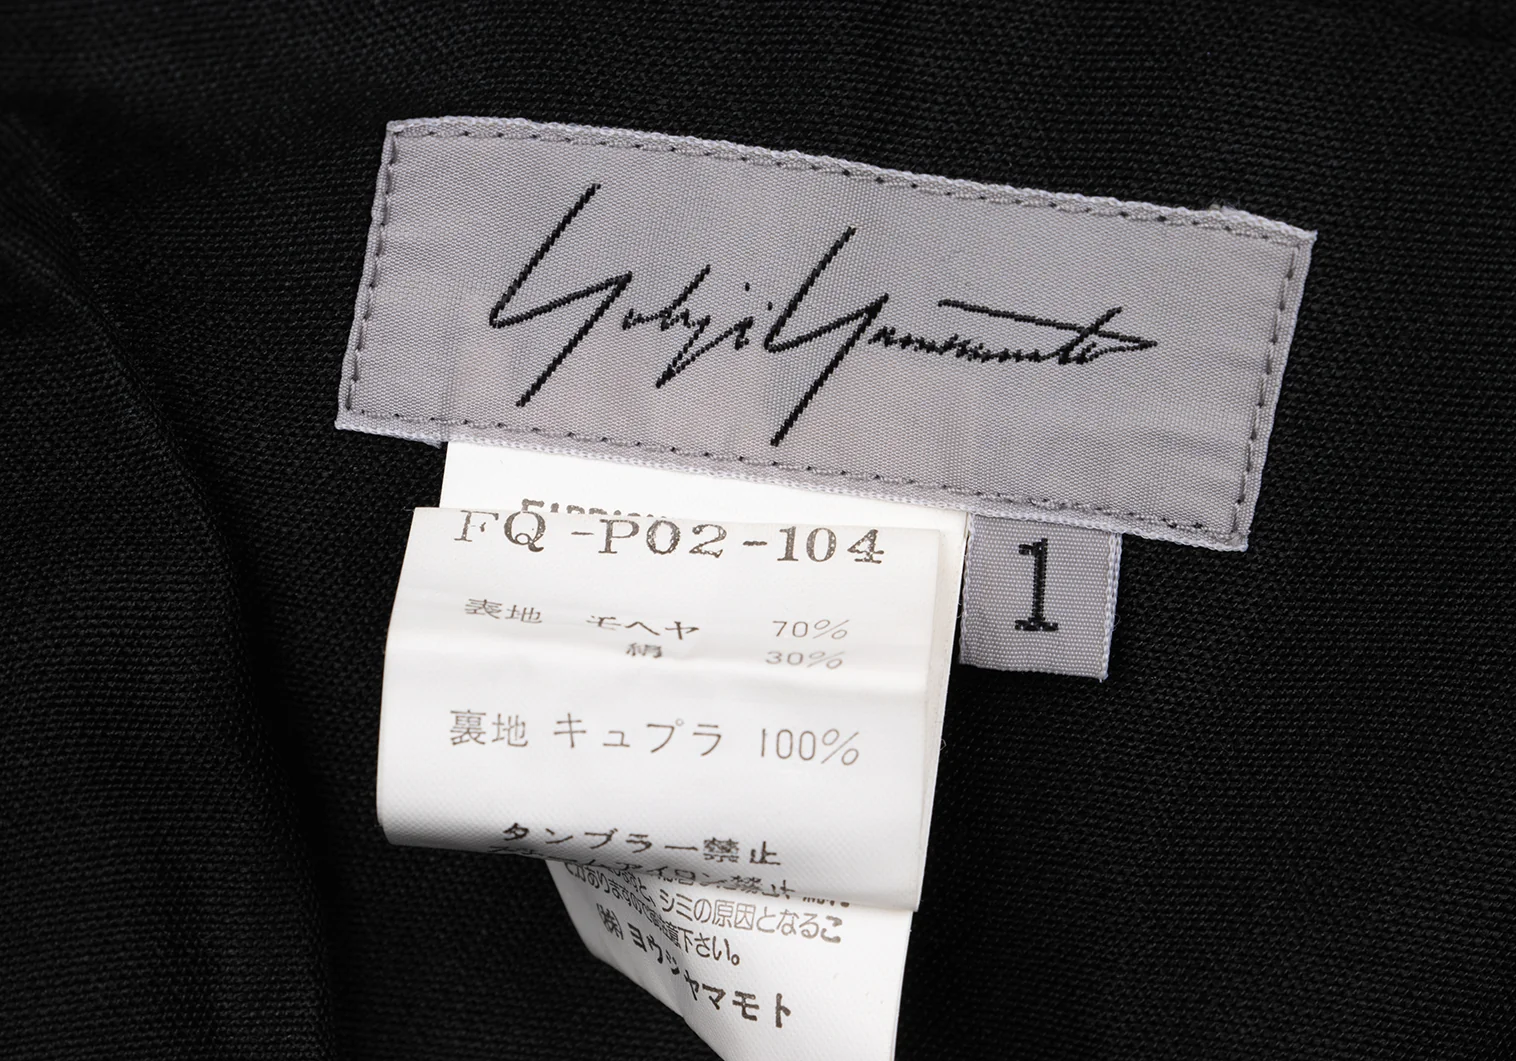 Yohji Yamamoto
1
FQ-P02-104
表地 モヘヤ 70%
絹 30%
裏地 キュプラ 100%
タンブラー禁止
シミの原因となるこ
下さい。
㈱ ヨウジヤマモト